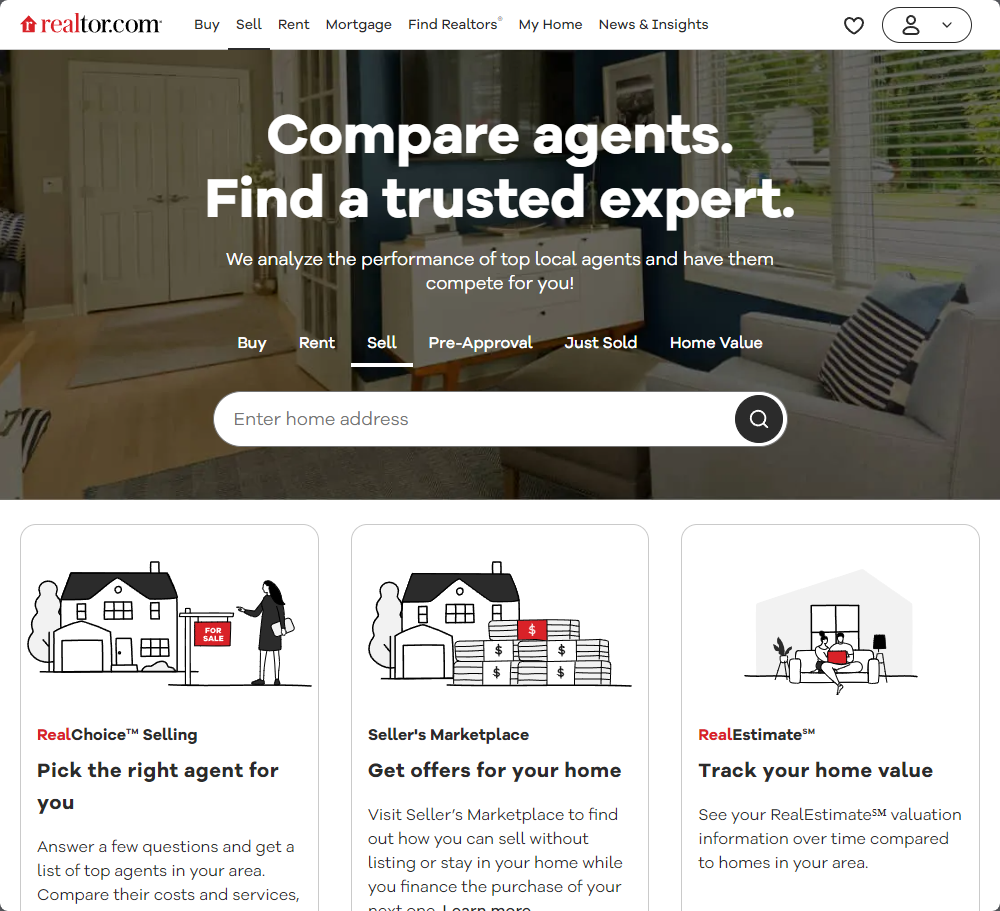 realtor.com®
Buy Sell Rent Mortgage Find Realtors® My Home News & Insights
Compare agents.
Find a trusted expert.
We analyze the performance of top local agents and have them
compete for you!
Buy Rent Sell Pre-Approval Just Sold Home Value
Enter home address
FOR
SALE
RealChoice™ Selling
Pick the right agent for
you
Answer a few questions and get a
list of top agents in your area.
Compare their costs and services,
$
$ $
$ $
Seller's Marketplace
Get offers for your home
Visit Seller’s Marketplace to find
out how you can sell without
listing or stay in your home while
you finance the purchase of your
next one. Learn more
RealEstimate℠
Track your home value
See your RealEstimate℠ valuation
information over time compared
to homes in your area.